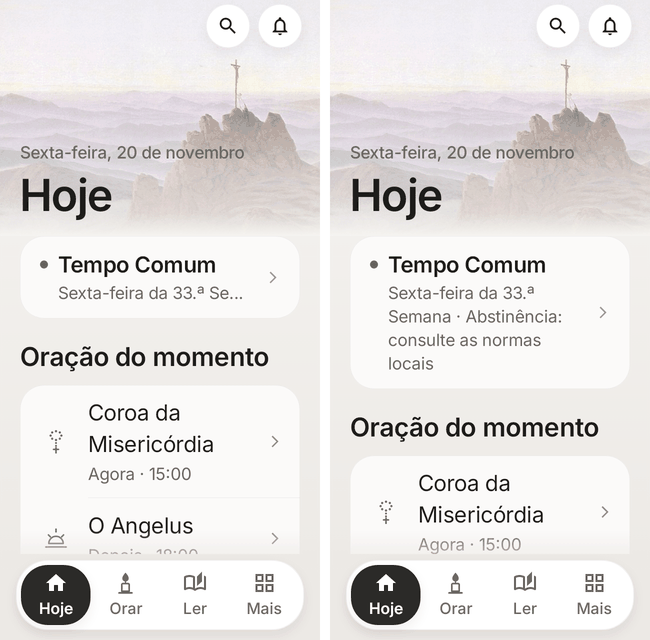 Sexta-feira, 20 de novembro
Hoje
Tempo Comum
Sexta-feira da 33.ª Se...
Oração do momento
Coroa da
Misericórdia
Agora · 15:00
O Angelus
Depois · 18:00
Hoje
Orar
Ler
Mais
Sexta-feira, 20 de novembro
Hoje
Tempo Comum
Sexta-feira da 33.ª
Semana · Abstinência:
consulte as normas
locais
Oração do momento
Coroa da
Misericórdia
Agora · 15:00
Hoje
Orar
Ler
Mais